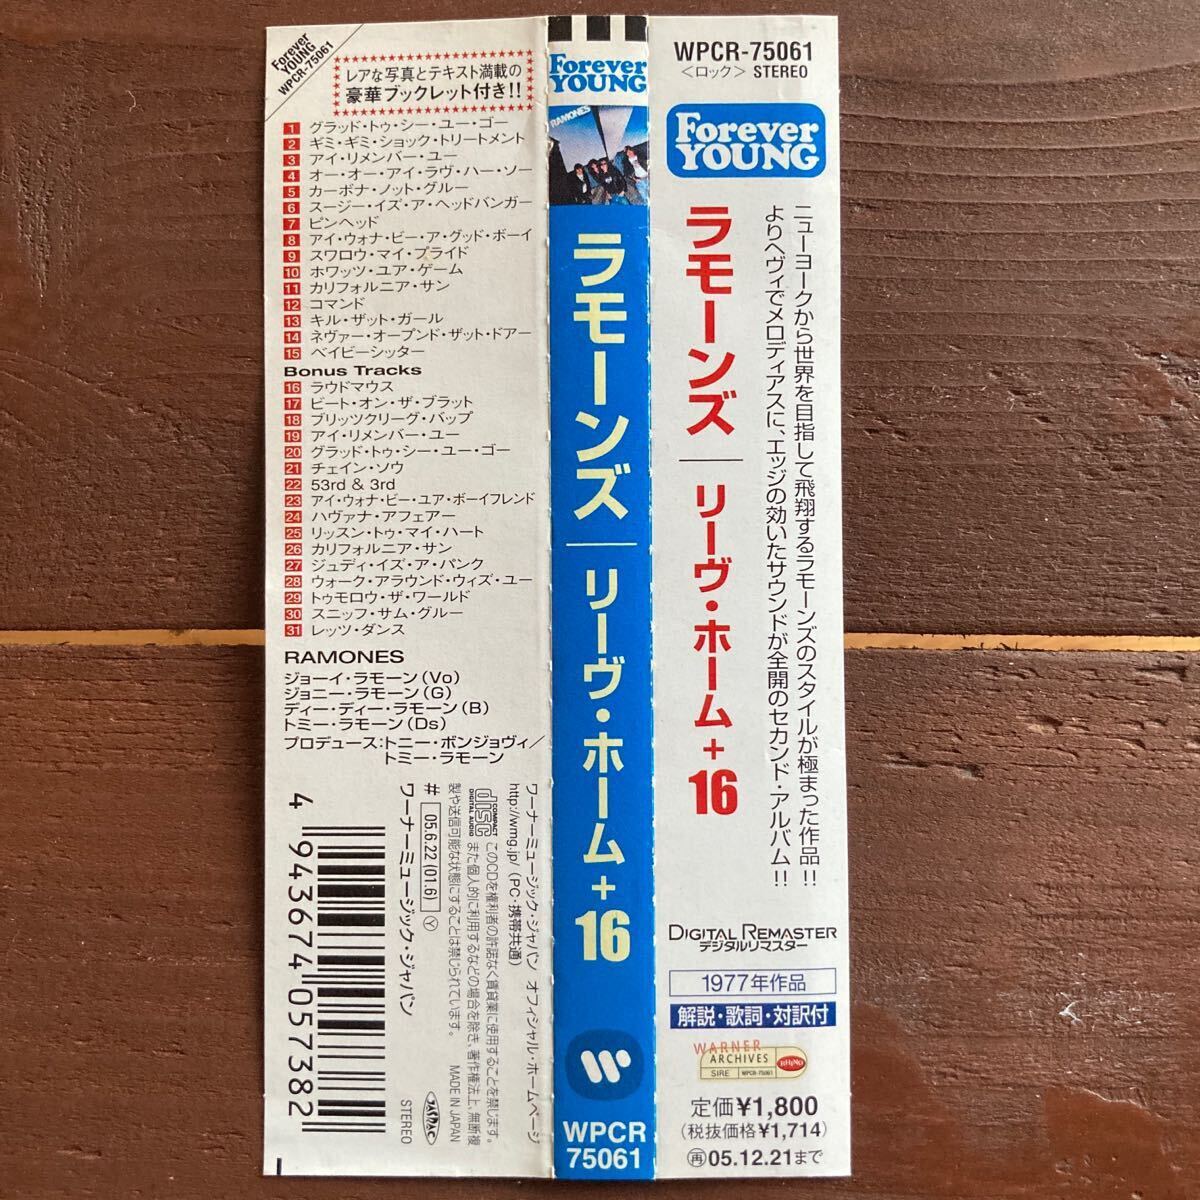 Forever
YOUNG
WPCR-75061
レアな写真とテキスト満載の
豪華ブックレット付き!!
1 グラッド・トゥ・シー・ユー・ゴー
2 ギミ・ギミ・ショック・トリートメント
3 アイ・リメンバー・ユー
4 オー・オー・アイ・ラヴ・ハー・ソー
5 カーボナ・ノット・グルー
6 スージー・イズ・ア・ヘッドバンガー
7 ピンヘッド
8 アイ・ウォナ・ビー・ア・グッド・ボーイ
9 スワロウ・マイ・プライド
10 ホワッツ・ユア・ゲーム
11 カリフォルニア・サン
12 コマンド
13 キル・ザット・ガール
14 ネヴァー・オープンド・ザット・ドアー
15 ベイビーシッター
Bonus Tracks
16 ラウドマウス
17 ビート・オン・ザ・ブラット
18 ブリッツクリーグ・バップ
19 アイ・リメンバー・ユー
20 グラッド・トゥ・シー・ユー・ゴー
21 チェイン・ソウ
22 53rd & 3rd
23 アイ・ウォナ・ビー・ユア・ボーイフレンド
24 ハヴァナ・アフェアー
25 リッスン・トゥ・マイ・ハート
26 カリフォルニア・サン
27 ジュディ・イズ・ア・パンク
28 ウォーク・アラウンド・ウィズ・ユー
29 トゥモロウ・ザ・ワールド
30 スニッフ・サム・グルー
31 レッツ・ダンス
RAMONES
ジョーイ・ラモーン(Vo)
ジョニー・ラモーン(G)
ディー・ディー・ラモーン(B)
トミー・ラモーン(Ds)
プロデュース:トニー・ボンジョヴィ/
トミー・ラモーン
ワーナーミュージック・ジャパン オフィシャル・ホームページ
http://wmg.jp/(PC・携帯共通)
COMPACT
disc
DIGITAL AUDIO
このCDを権利者の許諾なく賃貸業に使用することを禁じます。
また個人的に利用するなどの場合を除き、著作権法上、無断複
製や送信可能な状態にすることは禁じられています。
MADE IN JAPAN
# 05.6.22(01.6) Ⓨ
JASRAC
ワーナーミュージック・ジャパン
STEREO
4 943674 057382
Forever
YOUNG
RAMONES
ラモーンズ
リーヴ・ホーム+16
WPCR
75061
WPCR-75061
<ロック> STEREO
Forever
YOUNG
ニューヨークから世界を目指して飛翔するラモーンズのスタイルが極まった作品!!
よりヘヴィでメロディアスに、エッジの効いたサウンドが全開のセカンド・アルバム!!
ラモーンズ
リーヴ・ホーム+16
DIGITAL REMASTER
デジタルリマスター
1977年作品
解説・歌詞・対訳付
WARNER
ARCHIVES
SIRE
WPCR-75061
RHINO
定価¥1,800
(税抜価格¥1,714)
再05.12.21まで